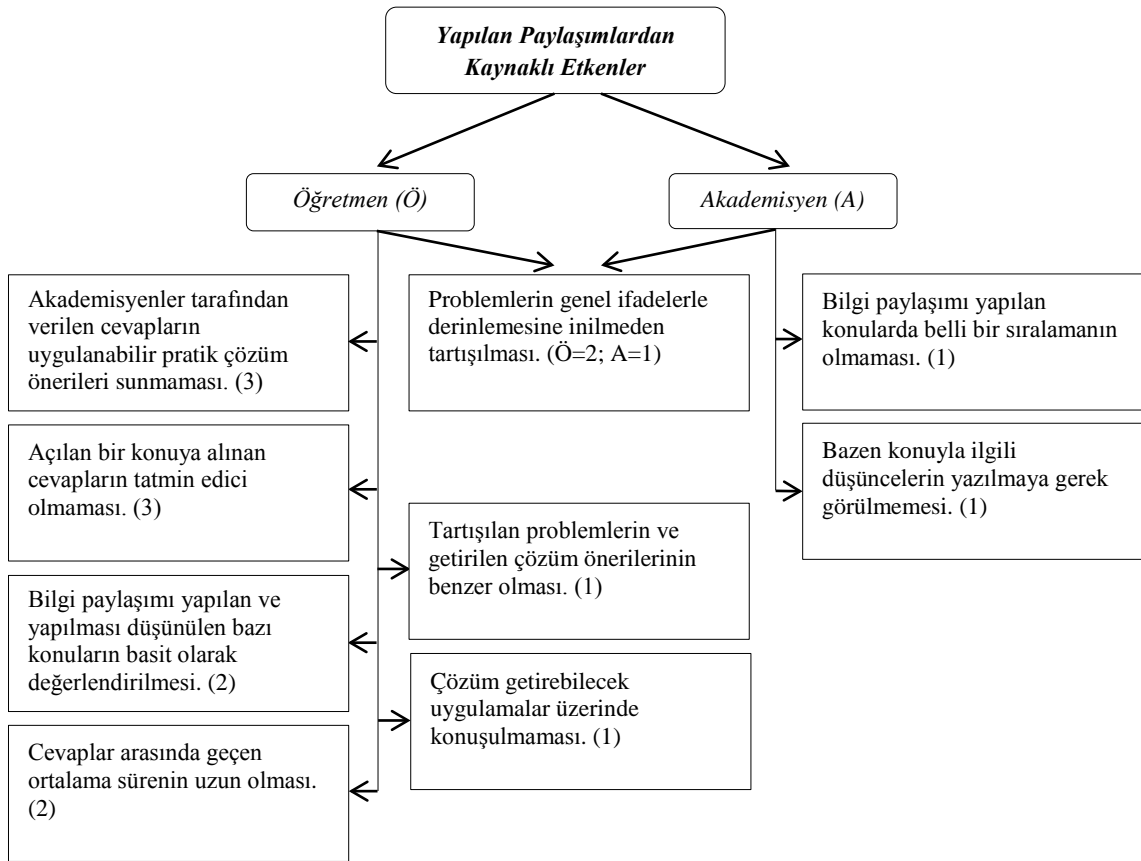 Yapılan Paylaşımlardan
Kaynaklı Etkenler
Öğretmen (Ö)
Akademisyen (A)
Akademisyenler tarafından
verilen cevapların
uygulanabilir pratik çözüm
önerileri sunmaması. (3)
Problemlerin genel ifadelerle
derinlemesine inilmeden
tartışılması. (Ö=2; A=1)
Bilgi paylaşımı yapılan
konularda belli bir sıralamanın
olmaması. (1)
Açılan bir konuya alınan
cevapların tatmin edici
olmaması. (3)
Bazen konuyla ilgili
düşüncelerin yazılmaya gerek
görülmemesi. (1)
Tartışılan problemlerin ve
getirilen çözüm önerilerinin
benzer olması. (1)
Bilgi paylaşımı yapılan ve
yapılması düşünülen bazı
konuların basit olarak
değerlendirilmesi. (2)
Çözüm getirebilecek
uygulamalar üzerinde
konuşulmaması. (1)
Cevaplar arasında geçen
ortalama sürenin uzun olması.
(2)